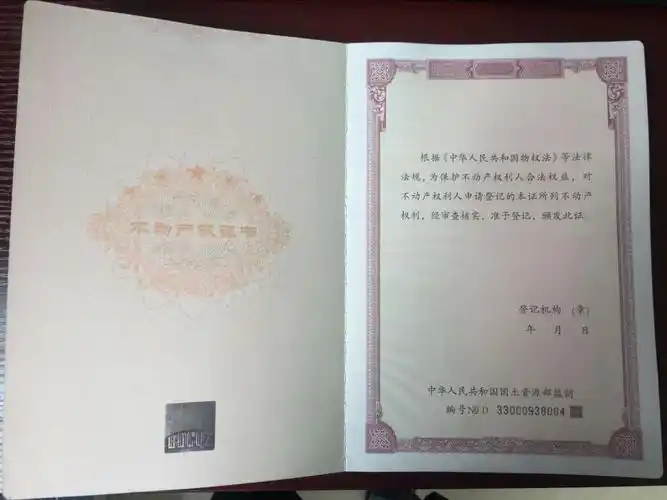 不动产权证书
根据《中华人民共和国物权法》等法律
法规,为保护不动产权利人合法权益,对
不动产权利人申请登记的本证所列不动产
权利,经审查核实,准予登记,颁发此证。
登记机构 (章)
年 月 日
中华人民共和国国土资源部监制
编号 №D 33000938004